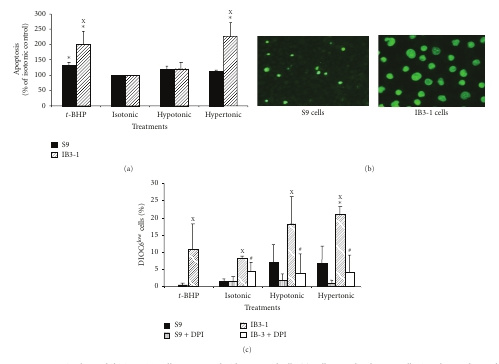 300
250
200
150
100
50
0
Apoptosis
(% of isotonic control)
*
X
*
X
*
t-BHP Isotonic Hypotonic Hypertonic
Treatments
S9
IB3-1
(a)
S9 cells IB3-1 cells
(b)
30
25
20
15
10
5
0
DIOC6low cells (%)
X
X
#
X
#
X
*
#
t-BHP Isotonic Hypotonic Hypertonic
Treatments
S9 IB3-1
S9 + DPI IB-3 + DPI
(c)